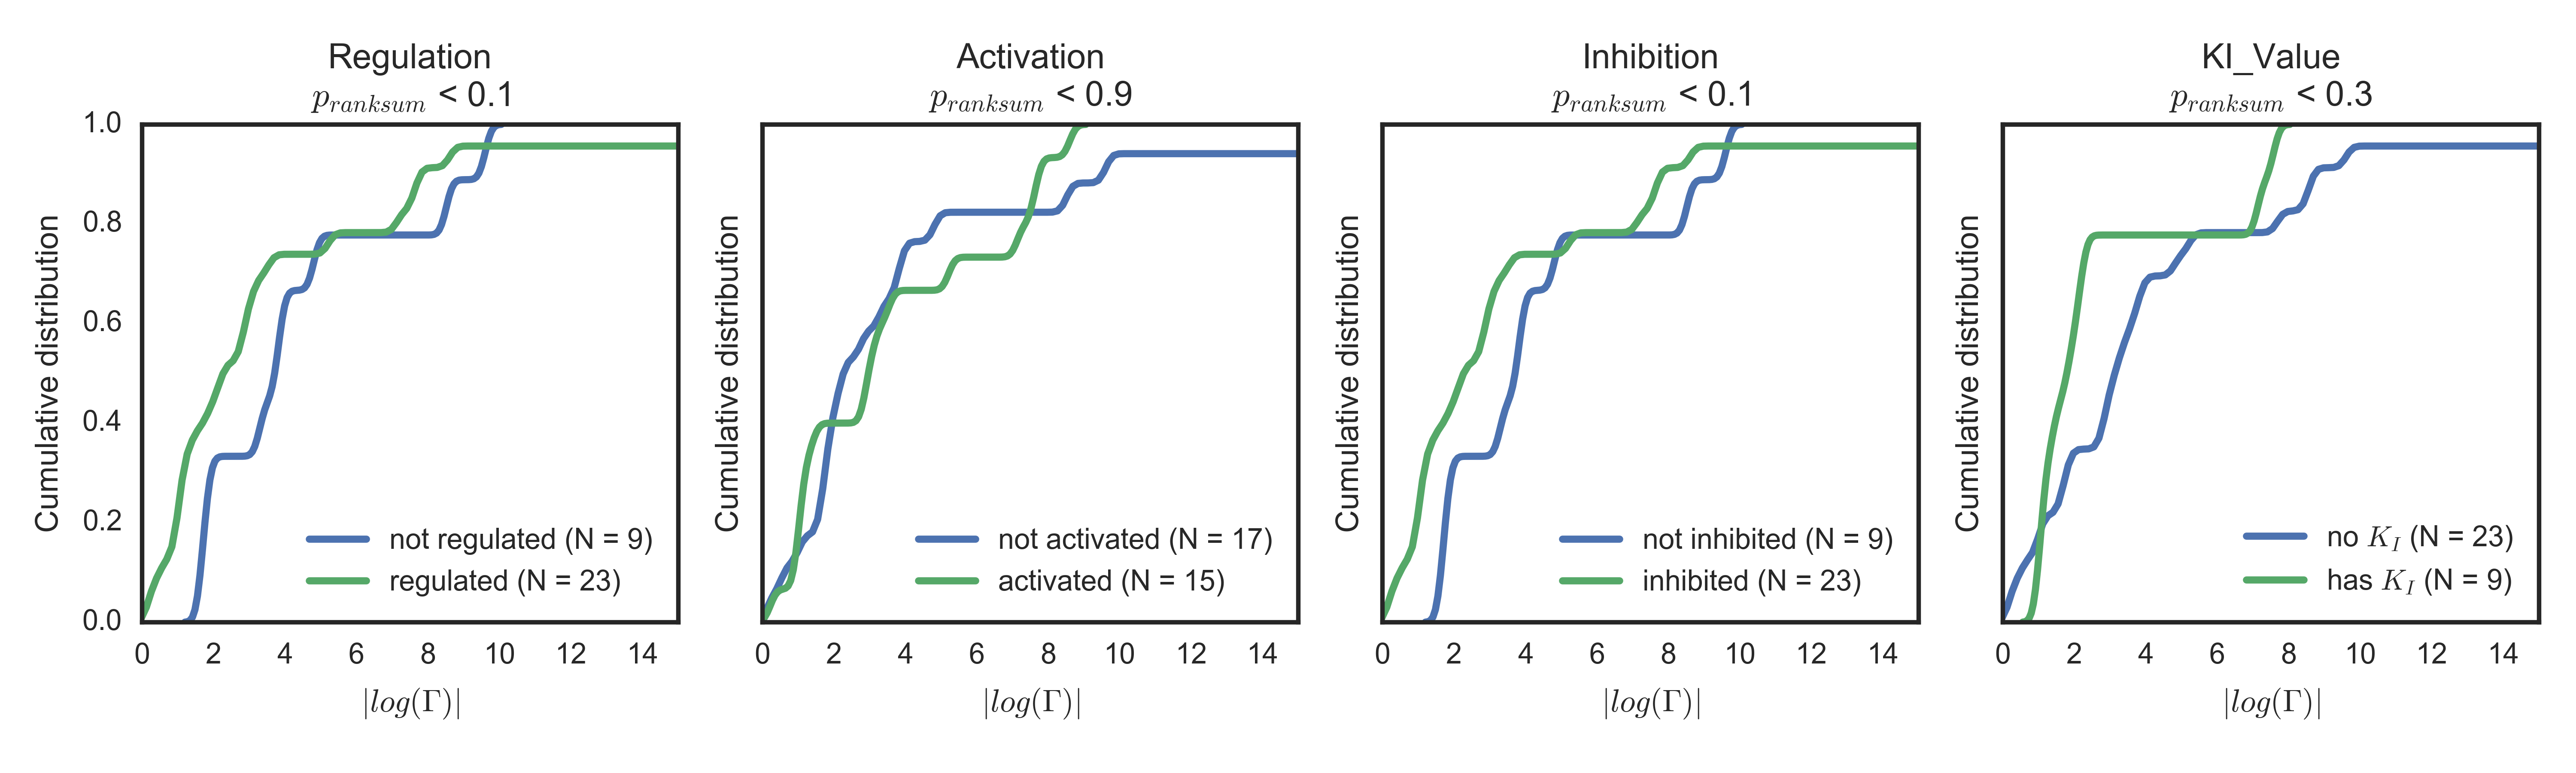 Regulation
p_ranksum < 0.1
1.0
0.8
0.6
0.4
0.2
0.0
Cumulative distribution
not regulated (N = 9)
regulated (N = 23)
0 2 4 6 8 10 12 14
|log(Γ)|
Activation
p_ranksum < 0.9
Cumulative distribution
not activated (N = 17)
activated (N = 15)
0 2 4 6 8 10 12 14
|log(Γ)|
Inhibition
p_ranksum < 0.1
Cumulative distribution
not inhibited (N = 9)
inhibited (N = 23)
0 2 4 6 8 10 12 14
|log(Γ)|
KI_Value
p_ranksum < 0.3
Cumulative distribution
no K_I (N = 23)
has K_I (N = 9)
0 2 4 6 8 10 12 14
|log(Γ)|